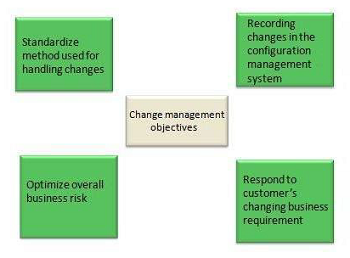 Standardize
method used for
handling changes
Recording
changes in the
configuration
management
system
Change management
objectives
Optimize overall
business risk
Respond to
customer's
changing business
requirement